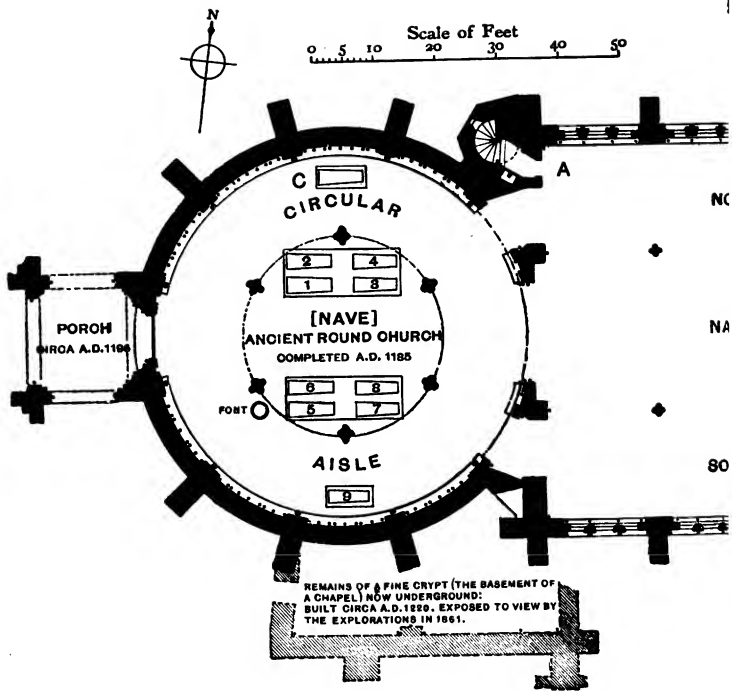 N
Scale of Feet
0 5 10 20 30 40 50
A
C
CIRCULAR
NO
2 4
1 3
[NAVE]
ANCIENT ROUND CHURCH
COMPLETED A.D. 1185
NA
PORCH
CIRCA A.D. 1195
6 8
FONT
5 7
AISLE
SO
9
REMAINS OF A FINE CRYPT (THE BASEMENT OF
A CHAPEL) NOW UNDERGROUND:
BUILT CIRCA A.D. 1220. EXPOSED TO VIEW BY
THE EXPLORATIONS IN 1861.